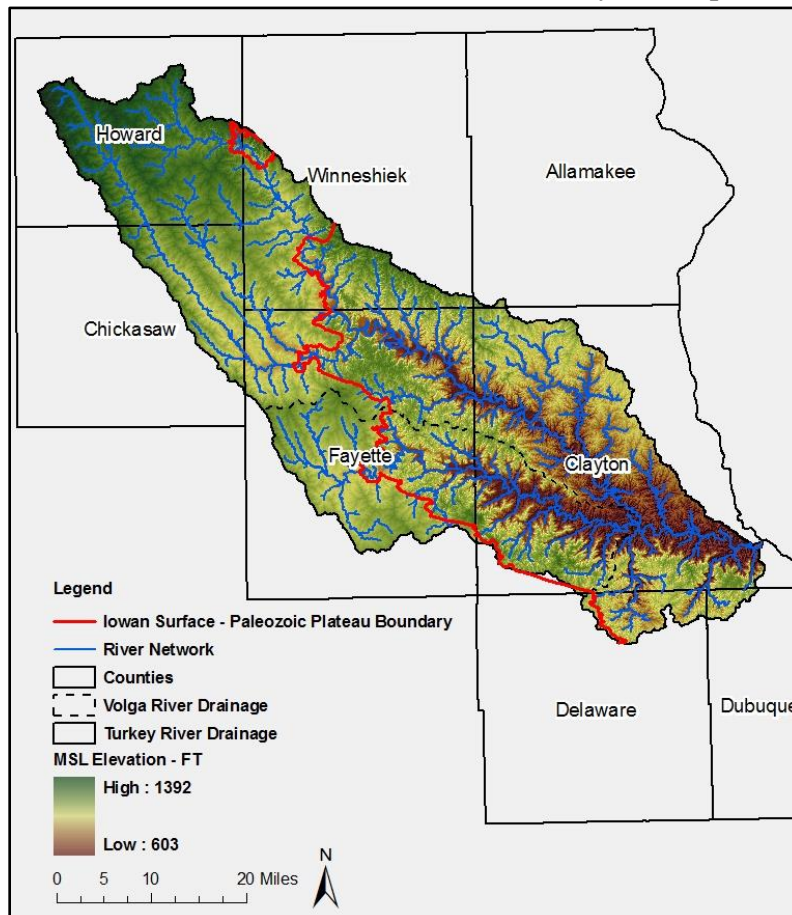 Howard
Winneshiek
Allamakee
Chickasaw
Fayette
Clayton
Legend
Iowan Surface - Paleozoic Plateau Boundary
River Network
Counties
Volga River Drainage
Turkey River Drainage
MSL Elevation - FT
High : 1392
Low : 603
Delaware
Dubuque
N
0 5 10 20 Miles